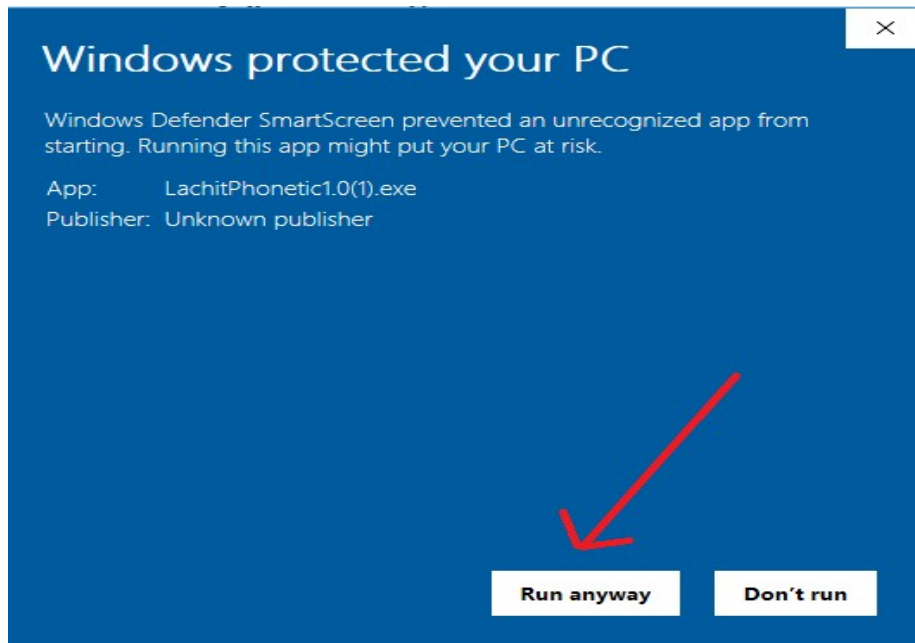 Windows protected your PC
Windows Defender SmartScreen prevented an unrecognized app from
starting. Running this app might put your PC at risk.
App: LachitPhonetic1.0(1).exe
Publisher: Unknown publisher
Run anyway Don't run